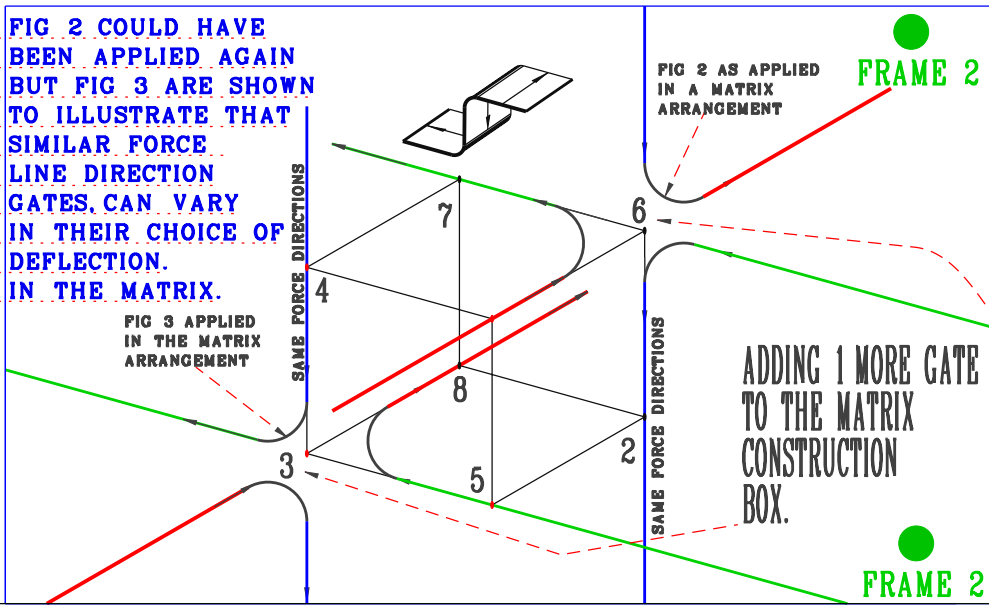 FIG 2 COULD HAVE
BEEN APPLIED AGAIN
BUT FIG 3 ARE SHOWN
TO ILLUSTRATE THAT
SIMILAR FORCE
LINE DIRECTION
GATES, CAN VARY
IN THEIR CHOICE OF
DEFLECTION.
IN THE MATRIX.
FRAME 2
FIG 2 AS APPLIED
IN A MATRIX
ARRANGEMENT
SAME FORCE DIRECTIONS
7
6
4
FIG 3 APPLIED
IN THE MATRIX
ARRANGEMENT
SAME FORCE DIRECTIONS
8
2
3
5
ADDING 1 MORE GATE
TO THE MATRIX
CONSTRUCTION
BOX.
FRAME 2